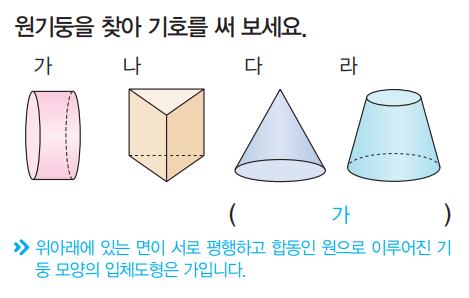 원기둥을 찾아 기호를 써 보세요.
가 나 다 라
( 가 )
≫ 위아래에 있는 면이 서로 평행하고 합동인 원으로 이루어진 기
둥 모양의 입체도형은 가입니다.